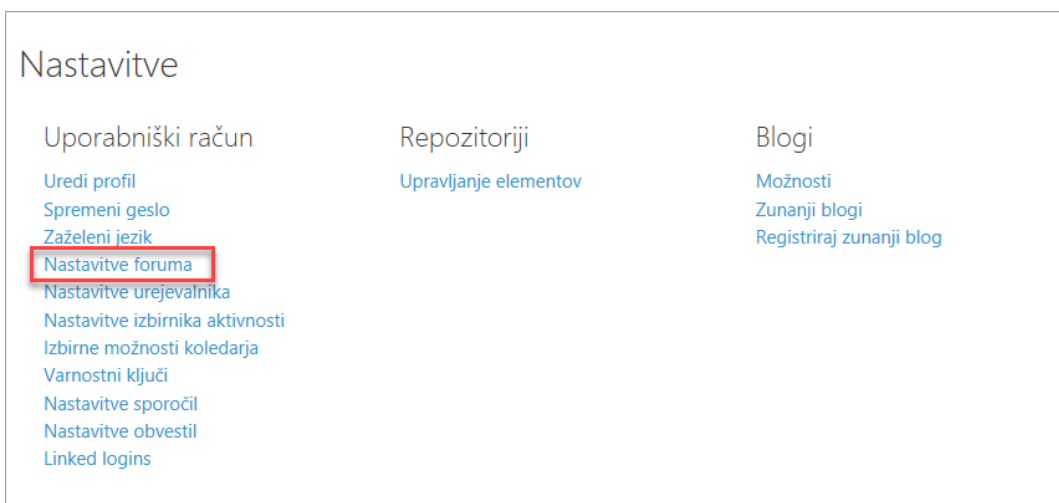 Nastavitve
Uporabniški račun
Uredi profil
Spremeni geslo
Zaželeni jezik
Nastavitve foruma
Nastavitve urejevalnika
Nastavitve izbirnika aktivnosti
Izbirne možnosti koledarja
Varnostni ključi
Nastavitve sporočil
Nastavitve obvestil
Linked logins
Repozitoriji
Upravljanje elementov
Blogi
Možnosti
Zunanji blogi
Registriraj zunanji blog